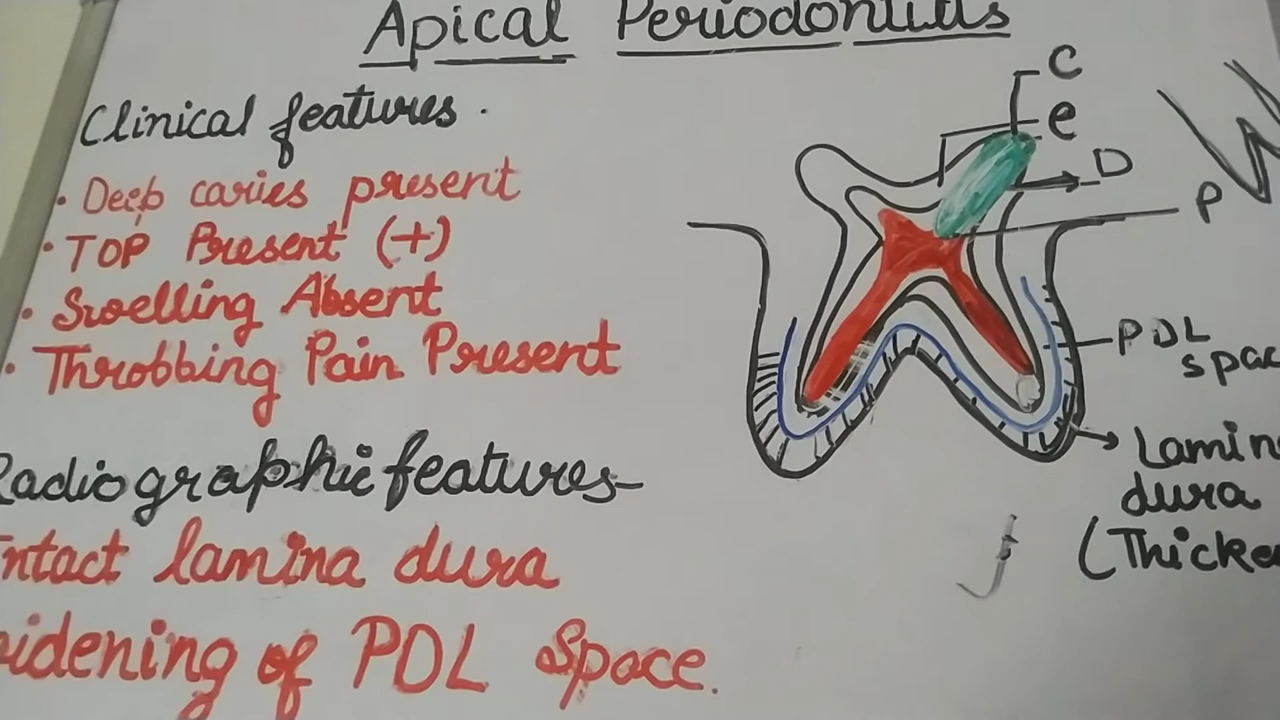 Apical Periodontitis
Clinical features.
• Deep caries present
• TOP Present (+)
• Swelling Absent
• Throbbing Pain Present
Radiographic features-
Intact lamina dura
widening of PDL Space.
C
e
D
P
PDL
spac
Lamin
dura
(Thicke